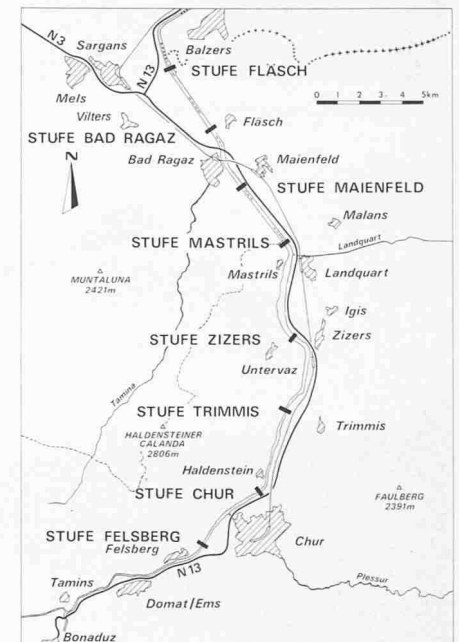 N3
Sargans
N13
Balzers
STUFE FLÄSCH
0 1 2 3 4 5km
Mels
Vilters
Fläsch
STUFE BAD RAGAZ
N
Bad Ragaz
Maienfeld
STUFE MAIENFELD
Malans
STUFE MASTRILS
Landquart
Mastrils
Landquart
MUNTALUNA
2421m
Igis
STUFE ZIZERS
Zizers
Untervaz
Tamina
STUFE TRIMMIS
HALDENSTEINER
CALANDA
2806m
Trimmis
Haldenstein
STUFE CHUR
FAULBERG
2391m
STUFE FELSBERG
Felsberg
Chur
N13
Plessur
Tamins
Domat/Ems
Bonaduz